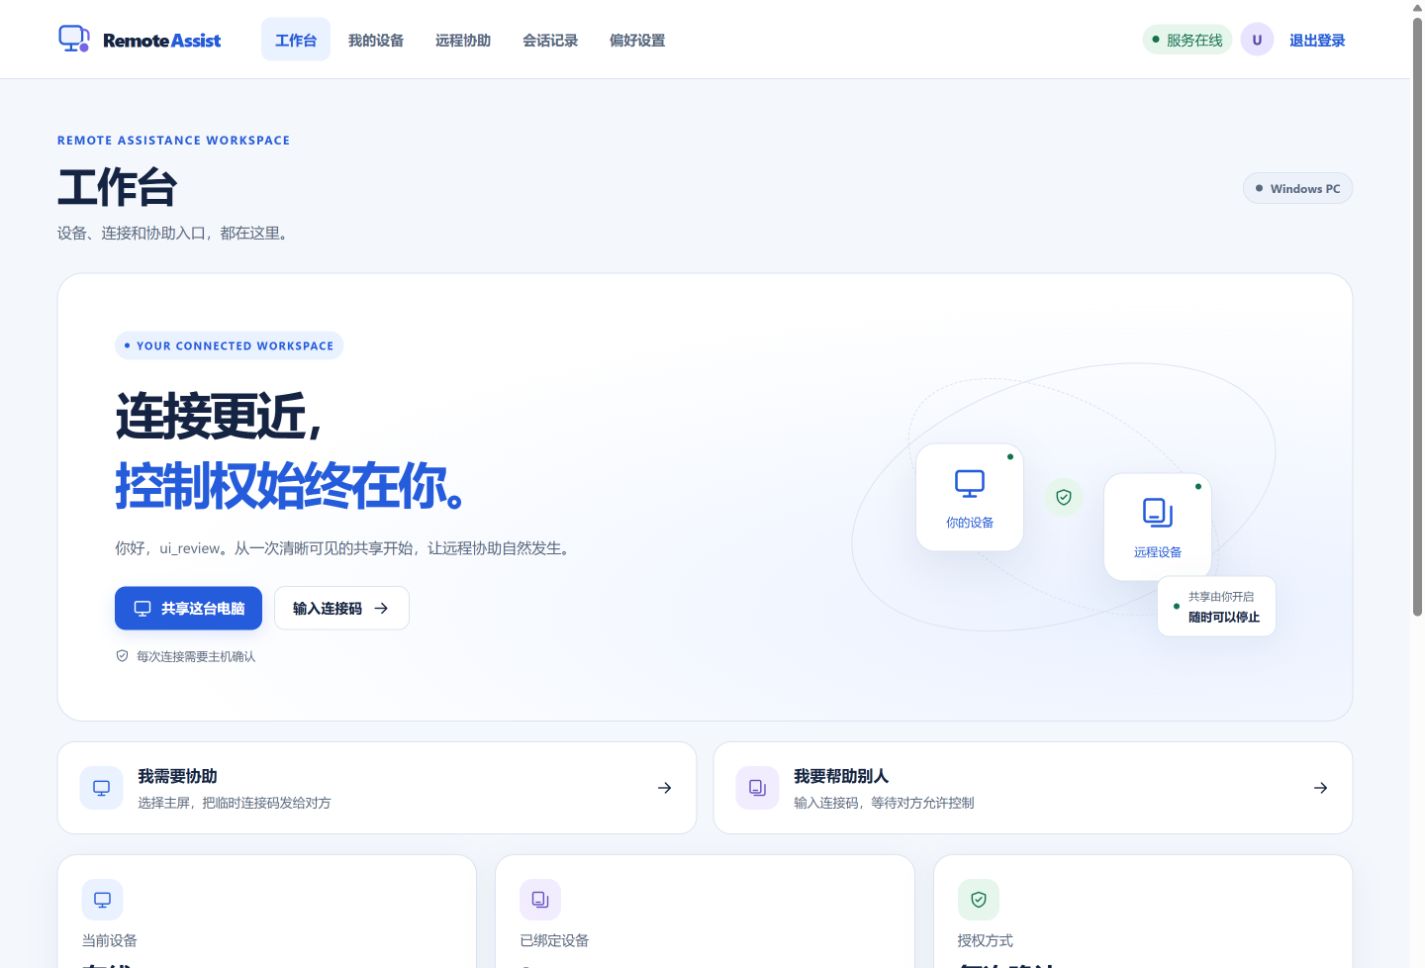 RemoteAssist
工作台
我的设备
远程协助
会话记录
偏好设置
服务在线
U
退出登录
REMOTE ASSISTANCE WORKSPACE
工作台
Windows PC
设备、连接和协助入口，都在这里。
YOUR CONNECTED WORKSPACE
连接更近，
控制权始终在你。
你好，ui_review。从一次清晰可见的共享开始，让远程协助自然发生。
共享这台电脑
输入连接码
每次连接需要主机确认
你的设备
远程设备
共享由你开启
随时可以停止
我需要协助
选择主屏，把临时连接码发给对方
我要帮助别人
输入连接码，等待对方允许控制
当前设备
已绑定设备
授权方式